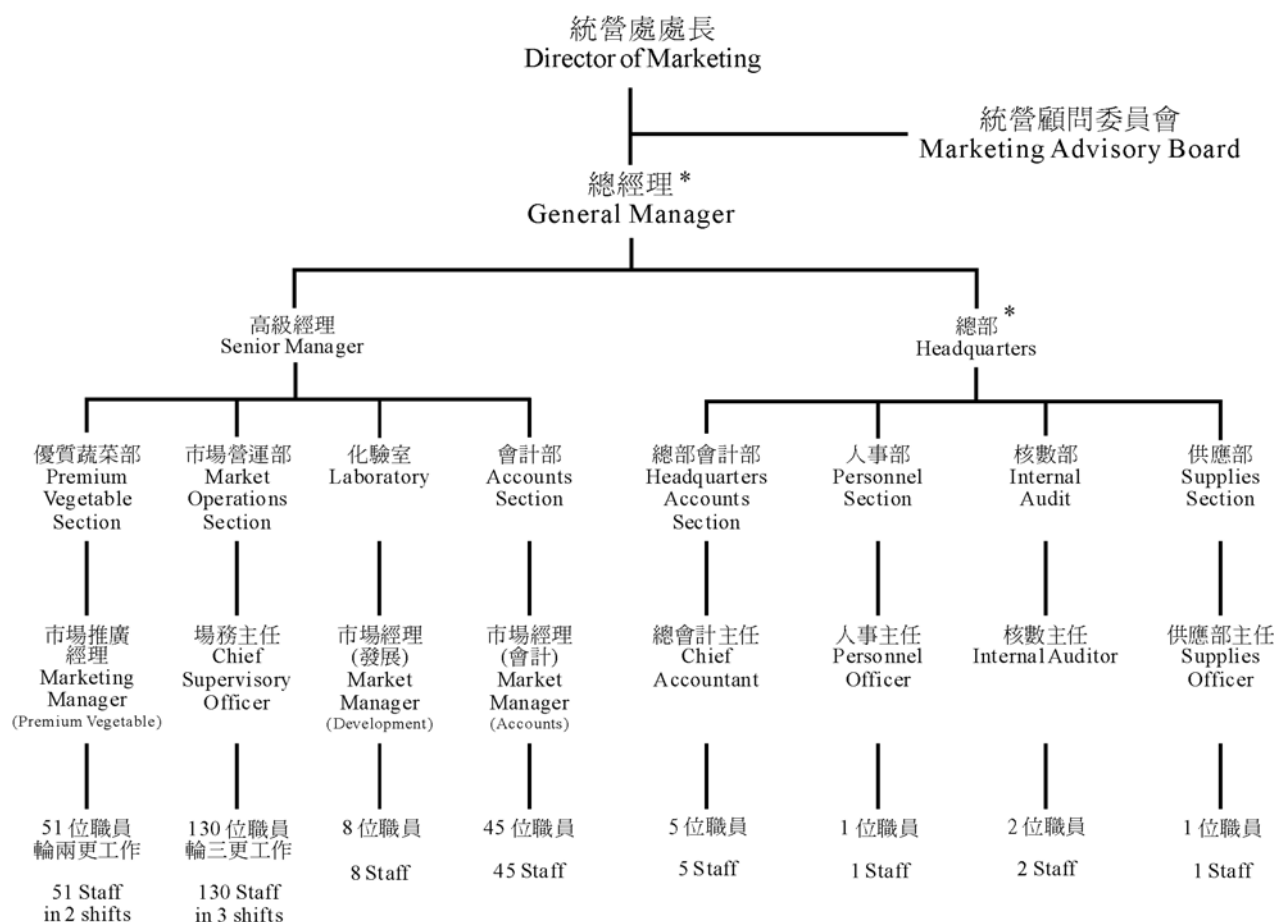 統營處處長
Director of Marketing
統營顧問委員會
Marketing Advisory Board
總經理*
General Manager
高級經理
Senior Manager
總部*
Headquarters
優質蔬菜部
Premium
Vegetable
Section
市場營運部
Market
Operations
Section
化驗室
Laboratory
會計部
Accounts
Section
總部會計部
Headquarters
Accounts
Section
人事部
Personnel
Section
核數部
Internal
Audit
供應部
Supplies
Section
市場推廣
經理
Marketing
Manager
(Premium Vegetable)
場務主任
Chief
Supervisory
Officer
市場經理
(發展)
Market
Manager
(Development)
市場經理
(會計)
Market
Manager
(Accounts)
總會計主任
Chief
Accountant
人事主任
Personnel
Officer
核數主任
Internal Auditor
供應部主任
Supplies
Officer
51 位職員
輪兩更工作
51 Staff
in 2 shifts
130 位職員
輪三更工作
130 Staff
in 3 shifts
8 位職員
8 Staff
45 位職員
45 Staff
5 位職員
5 Staff
1 位職員
1 Staff
2 位職員
2 Staff
1 位職員
1 Staff